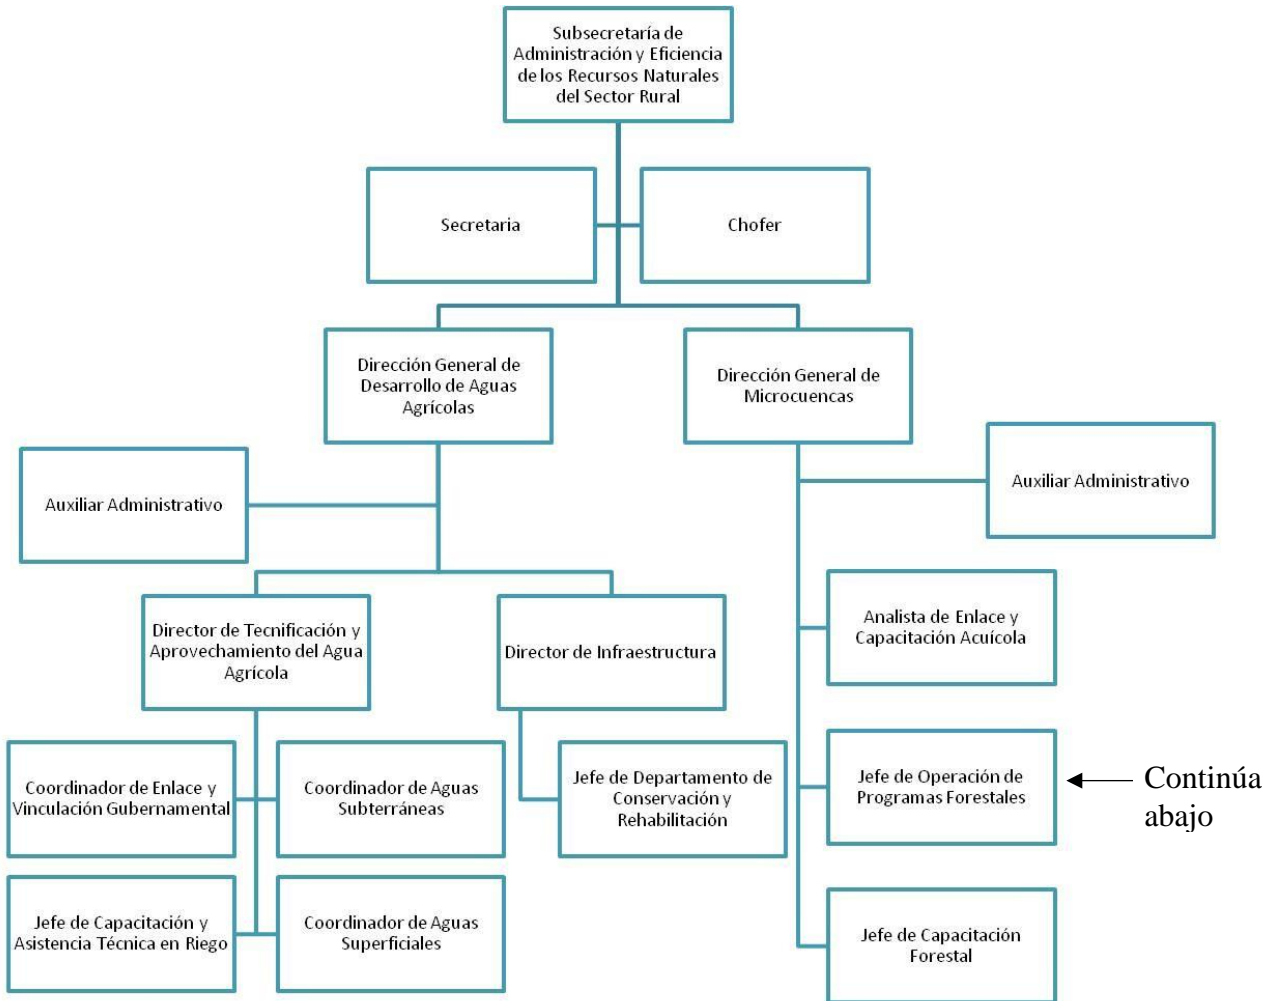 Subsecretaría de
Administración y Eficiencia
de los Recursos Naturales
del Sector Rural
Secretaria
Chofer
Dirección General de
Desarrollo de Aguas
Agrícolas
Dirección General de
Microcuencas
Auxiliar Administrativo
Auxiliar Administrativo
Director de Tecnificación y
Aprovechamiento del Agua
Agrícola
Director de Infraestructura
Analista de Enlace y
Capacitación Acuícola
Coordinador de Enlace y
Vinculación Gubernamental
Coordinador de Aguas
Subterráneas
Jefe de Departamento de
Conservación y
Rehabilitación
Jefe de Operación de
Programas Forestales
Continúa
abajo
Jefe de Capacitación y
Asistencia Técnica en Riego
Coordinador de Aguas
Superficiales
Jefe de Capacitación
Forestal